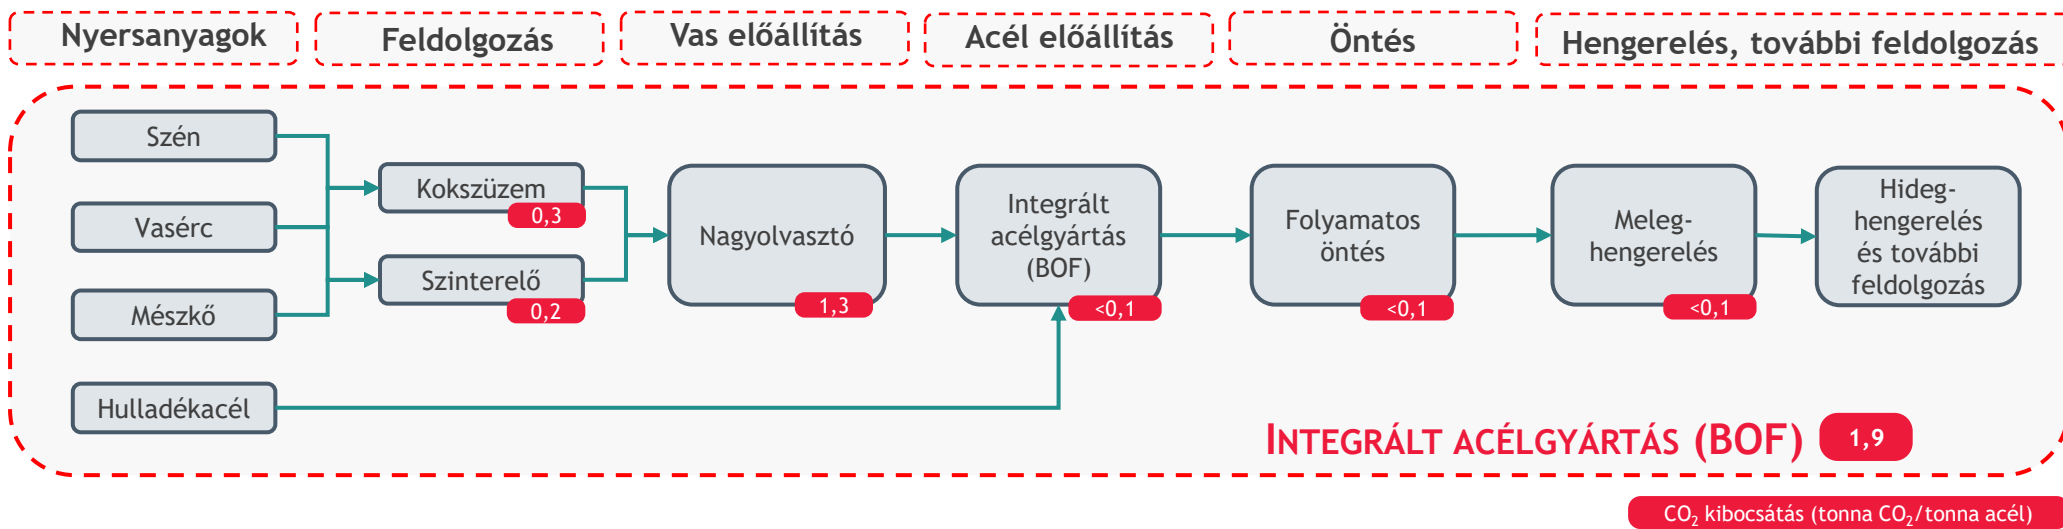 Nyersanyagok
Feldolgozás
Vas előállítás
Acél előállítás
Öntés
Hengerelés, további feldolgozás
Szén
Vasérc
Mészkő
Hulladékacél
Kokszüzem
0,3
Szinterelő
0,2
Nagyolvasztó
1,3
Integrált
acélgyártás
(BOF)
<0,1
Folyamatos
öntés
<0,1
Meleg-
hengerelés
<0,1
Hideg-
hengerelés
és további
feldolgozás
INTEGRÁLT ACÉLGYÁRTÁS (BOF) 1,9
CO₂ kibocsátás (tonna CO₂/tonna acél)